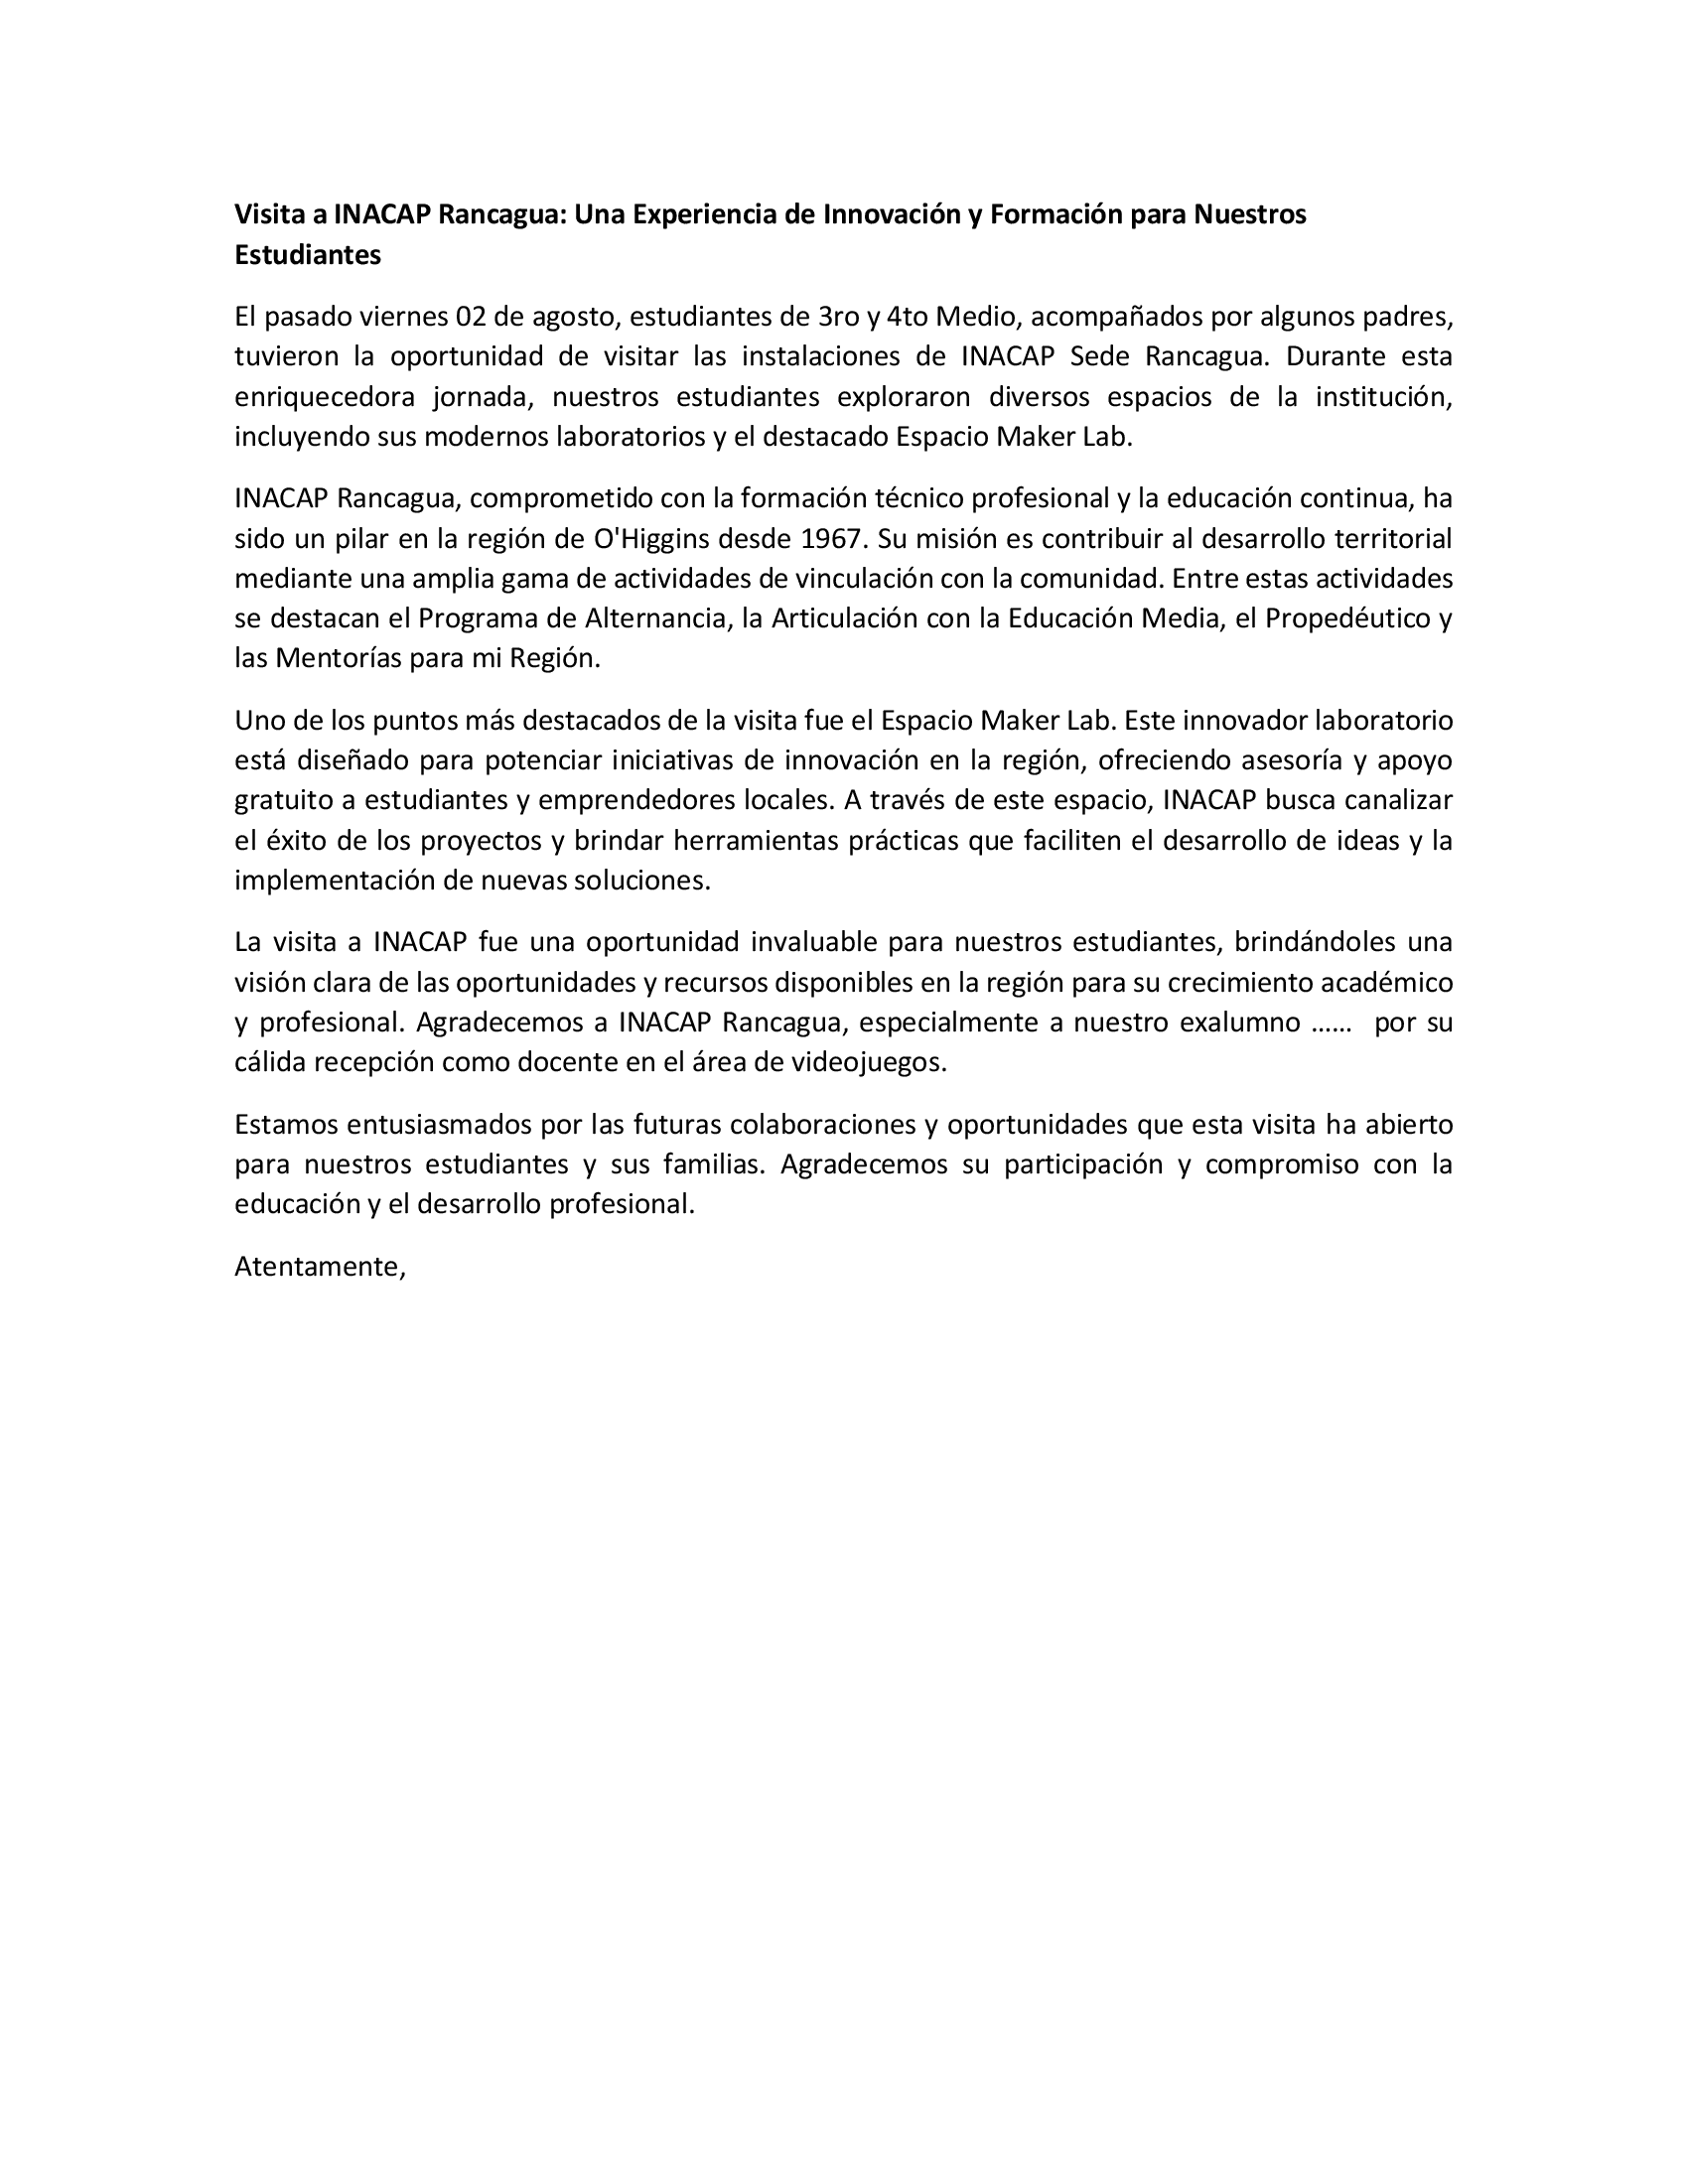 Visita a INACAP Rancagua: Una Experiencia de Innovación y Formación para Nuestros
Estudiantes
El pasado viernes 02 de agosto, estudiantes de 3ro y 4to Medio, acompañados por algunos padres,
tuvieron la oportunidad de visitar las instalaciones de INACAP Sede Rancagua. Durante esta
enriquecedora jornada, nuestros estudiantes exploraron diversos espacios de la institución,
incluyendo sus modernos laboratorios y el destacado Espacio Maker Lab.
INACAP Rancagua, comprometido con la formación técnico profesional y la educación continua, ha
sido un pilar en la región de O'Higgins desde 1967. Su misión es contribuir al desarrollo territorial
mediante una amplia gama de actividades de vinculación con la comunidad. Entre estas actividades
se destacan el Programa de Alternancia, la Articulación con la Educación Media, el Propedéutico y
las Mentorías para mi Región.
Uno de los puntos más destacados de la visita fue el Espacio Maker Lab. Este innovador laboratorio
está diseñado para potenciar iniciativas de innovación en la región, ofreciendo asesoría y apoyo
gratuito a estudiantes y emprendedores locales. A través de este espacio, INACAP busca canalizar
el éxito de los proyectos y brindar herramientas prácticas que faciliten el desarrollo de ideas y la
implementación de nuevas soluciones.
La visita a INACAP fue una oportunidad invaluable para nuestros estudiantes, brindándoles una
visión clara de las oportunidades y recursos disponibles en la región para su crecimiento académico
y profesional. Agradecemos a INACAP Rancagua, especialmente a nuestro exalumno ...... por su
cálida recepción como docente en el área de videojuegos.
Estamos entusiasmados por las futuras colaboraciones y oportunidades que esta visita ha abierto
para nuestros estudiantes y sus familias. Agradecemos su participación y compromiso con la
educación y el desarrollo profesional.
Atentamente,